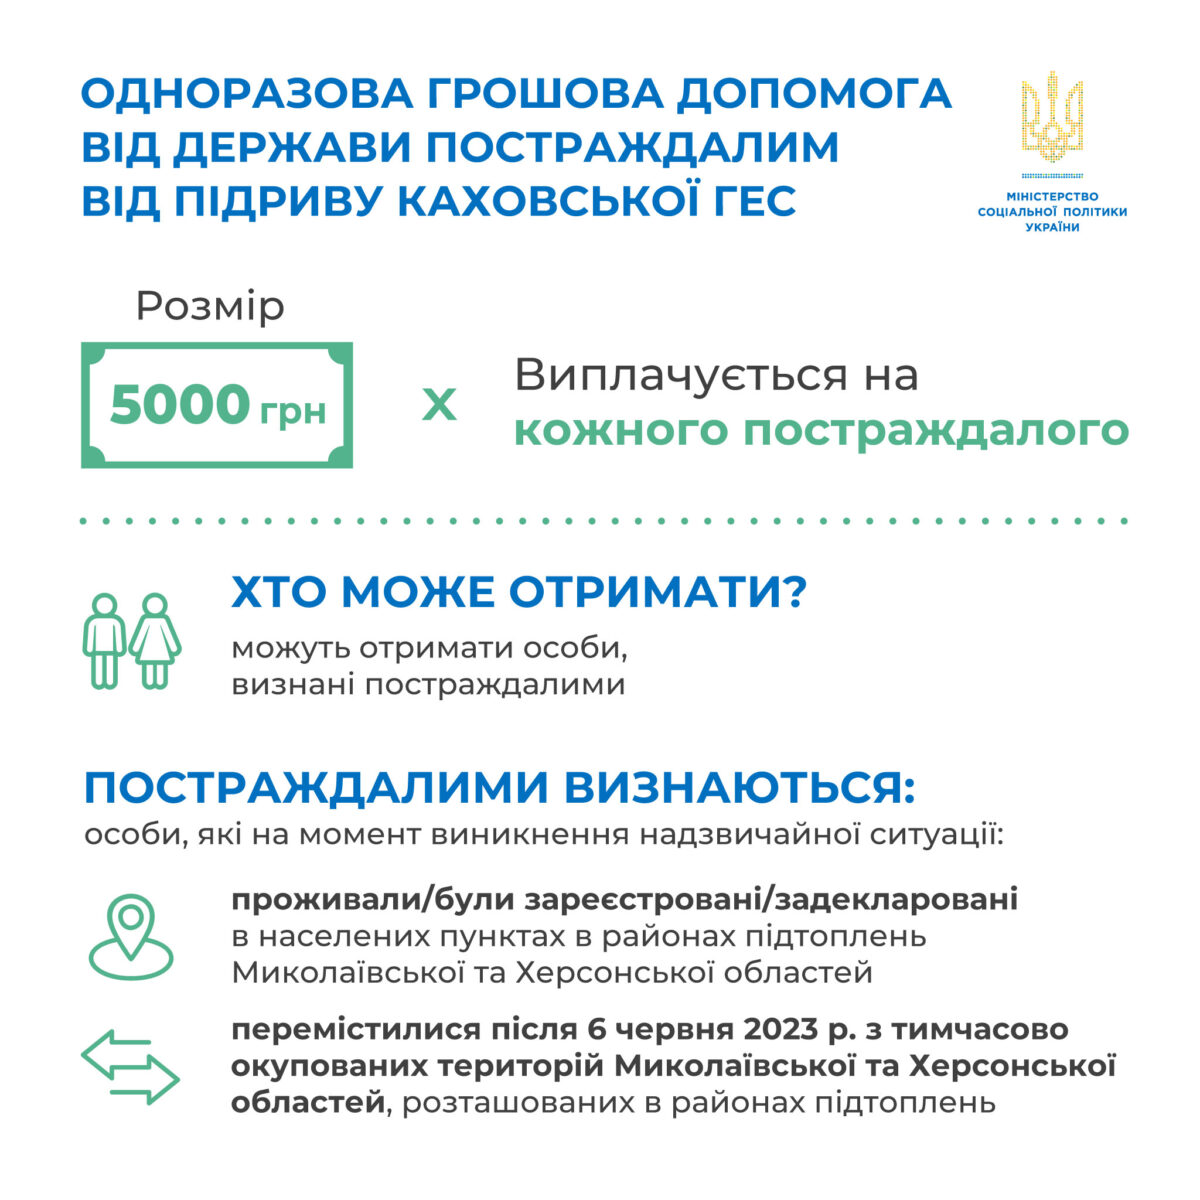 ОДНОРАЗОВА ГРОШОВА ДОПОМОГА
ВІД ДЕРЖАВИ ПОСТРАЖДАЛИМ
ВІД ПІДРИВУ КАХОВСЬКОЇ ГЕС
МІНІСТЕРСТВО
СОЦІАЛЬНОЇ ПОЛІТИКИ
УКРАЇНИ
Розмір
5000 грн
x
Виплачується на
кожного постраждалого
ХТО МОЖЕ ОТРИМАТИ?
можуть отримати особи,
визнані постраждалими
ПОСТРАЖДАЛИМИ ВИЗНАЮТЬСЯ:
особи, які на момент виникнення надзвичайної ситуації:
проживали/були зареєстровані/задекларовані
в населених пунктах в районах підтоплень
Миколаївської та Херсонської областей
перемістилися після 6 червня 2023 р. з тимчасово
окупованих територій Миколаївської та Херсонської
областей, розташованих в районах підтоплень